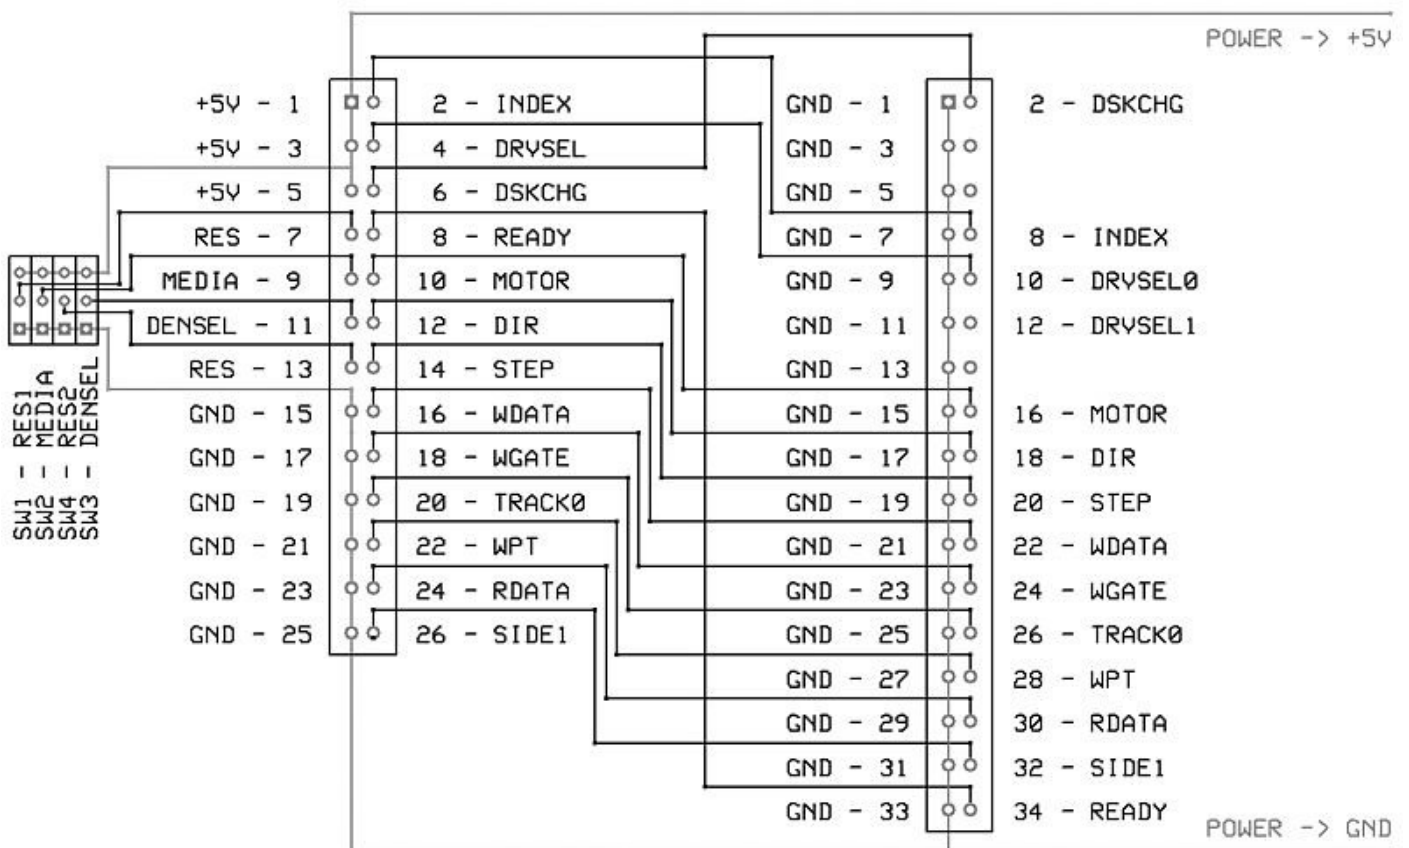 POWER -> +5V
+5V - 1 2 - INDEX GND - 1 2 - DSKCHG
+5V - 3 4 - DRVSEL GND - 3
+5V - 5 6 - DSKCHG GND - 5
RES - 7 8 - READY GND - 7 8 - INDEX
MEDIA - 9 10 - MOTOR GND - 9 10 - DRVSEL0
DENSEL - 11 12 - DIR GND - 11 12 - DRVSEL1
RES - 13 14 - STEP GND - 13
GND - 15 16 - WDATA GND - 15 16 - MOTOR
GND - 17 18 - WGATE GND - 17 18 - DIR
GND - 19 20 - TRACK0 GND - 19 20 - STEP
GND - 21 22 - WPT GND - 21 22 - WDATA
GND - 23 24 - RDATA GND - 23 24 - WGATE
GND - 25 26 - SIDE1 GND - 25 26 - TRACK0
GND - 27 28 - WPT
GND - 29 30 - RDATA
GND - 31 32 - SIDE1
GND - 33 34 - READY
POWER -> GND
SW1 - RES1
SW2 - MEDIA
SW4 - RES2
SW3 - DENSEL